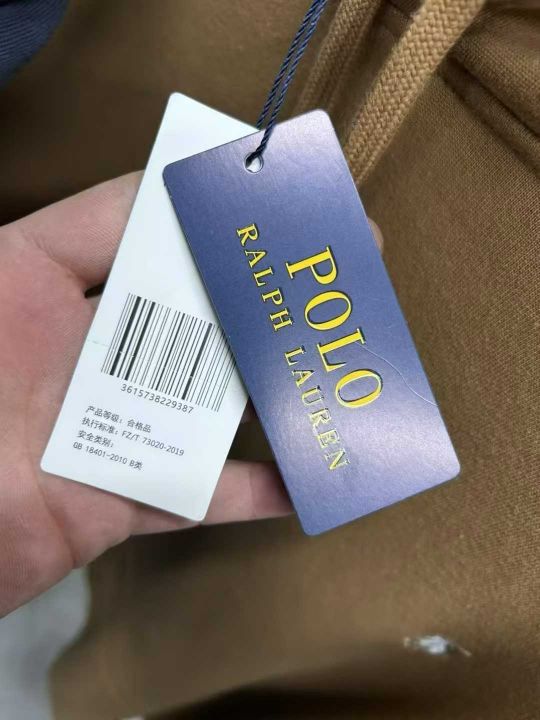 POLO
RALPH LAUREN
3615738229387
产品等级：合格品
执行标准：FZ/T 73020-2019
安全类别：
GB 18401-2010 B类